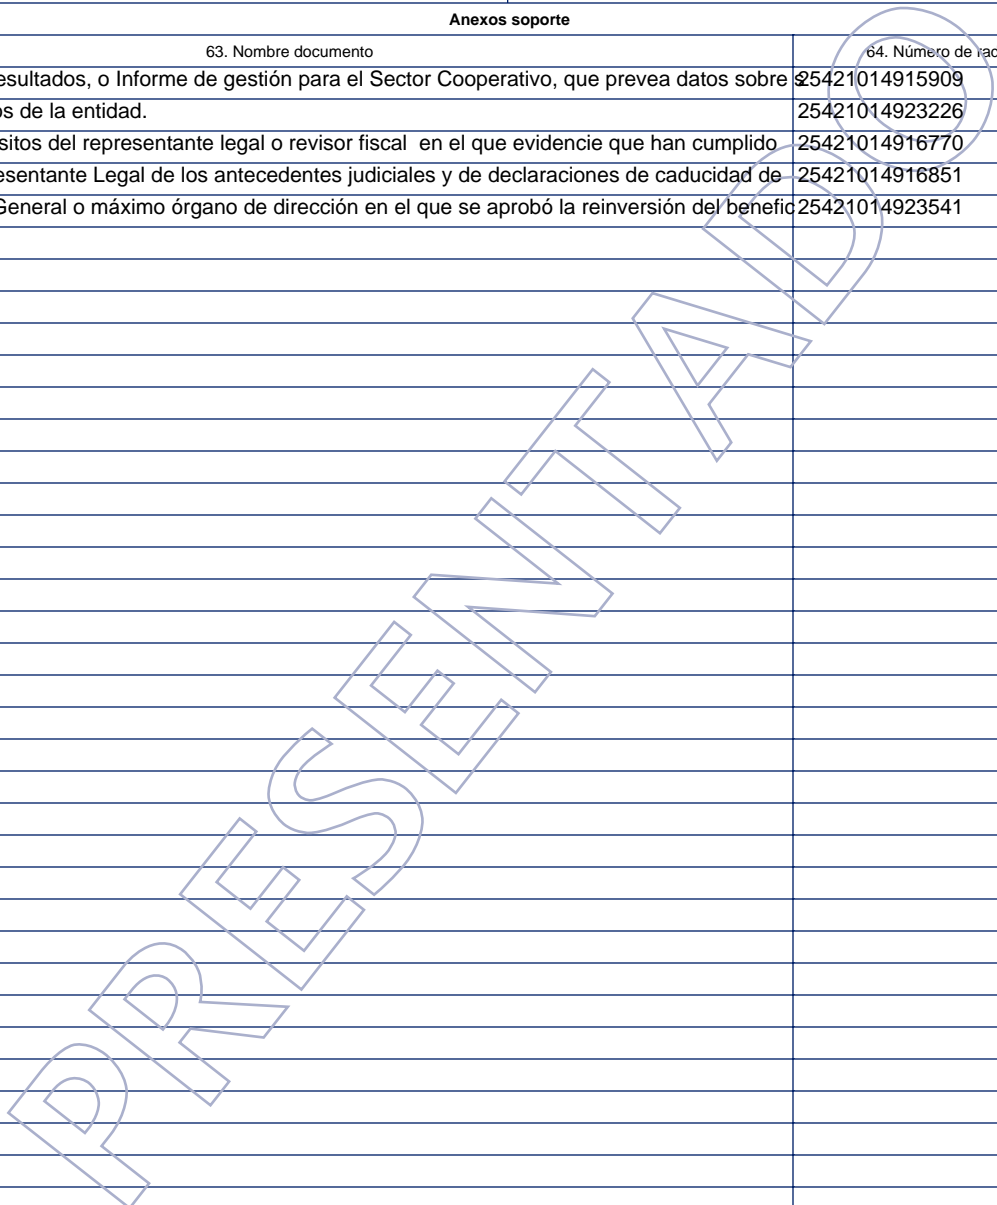 Anexos soporte
63. Nombre documento 64. Número de rad
esultados, o Informe de gestión para el Sector Cooperativo, que prevea datos sobre s 25421014915909
os de la entidad. 25421014923226
sitos del representante legal o revisor fiscal en el que evidencie que han cumplido 25421014916770
esentante Legal de los antecedentes judiciales y de declaraciones de caducidad de 25421014916851
General o máximo órgano de dirección en el que se aprobó la reinversión del benefic 25421014923541
PRESENTADO